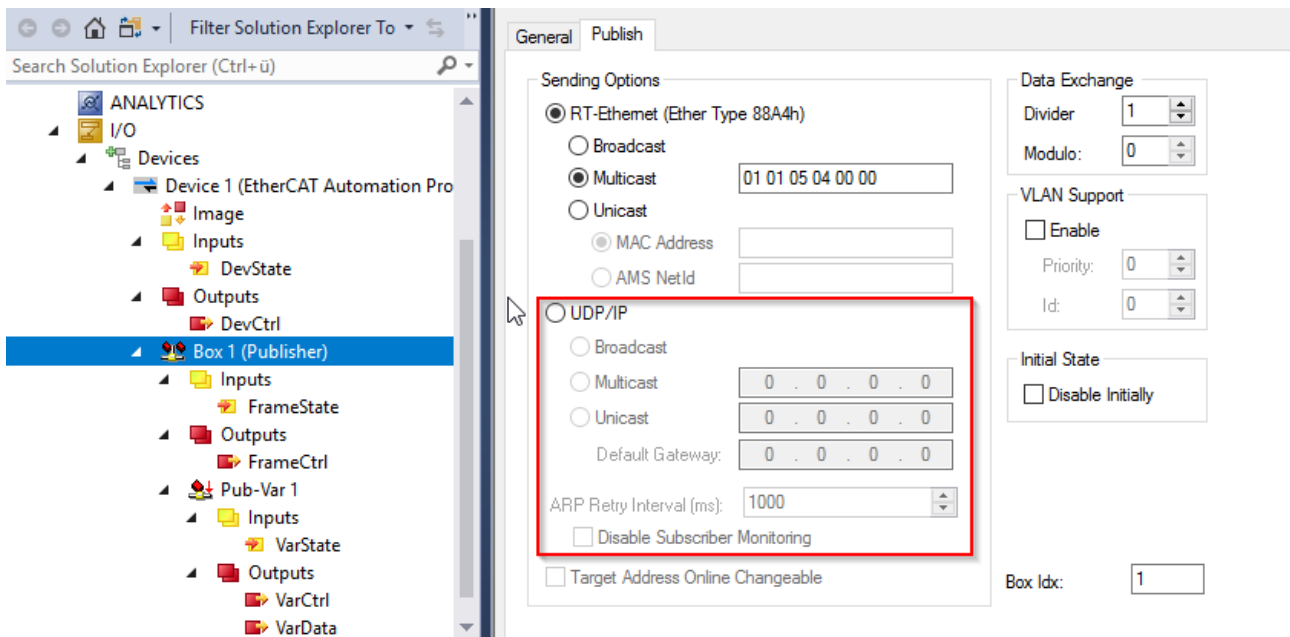 Filter Solution Explorer To
Search Solution Explorer (Ctrl+ü)
ANALYTICS
I/O
Devices
Device 1 (EtherCAT Automation Pro
Image
Inputs
DevState
Outputs
DevCtrl
Box 1 (Publisher)
Inputs
FrameState
Outputs
FrameCtrl
Pub-Var 1
Inputs
VarState
Outputs
VarCtrl
VarData
General Publish
Sending Options
RT-Ethernet (Ether Type 88A4h)
Broadcast
Multicast 01 01 05 04 00 00
Unicast
MAC Address
AMS NetId
UDP/IP
Broadcast
Multicast 0 . 0 . 0 . 0
Unicast 0 . 0 . 0 . 0
Default Gateway: 0 . 0 . 0 . 0
ARP Retry Interval (ms): 1000
Disable Subscriber Monitoring
Target Address Online Changeable
Data Exchange
Divider 1
Modulo: 0
VLAN Support
Enable
Priority: 0
Id: 0
Initial State
Disable Initially
Box Idx: 1